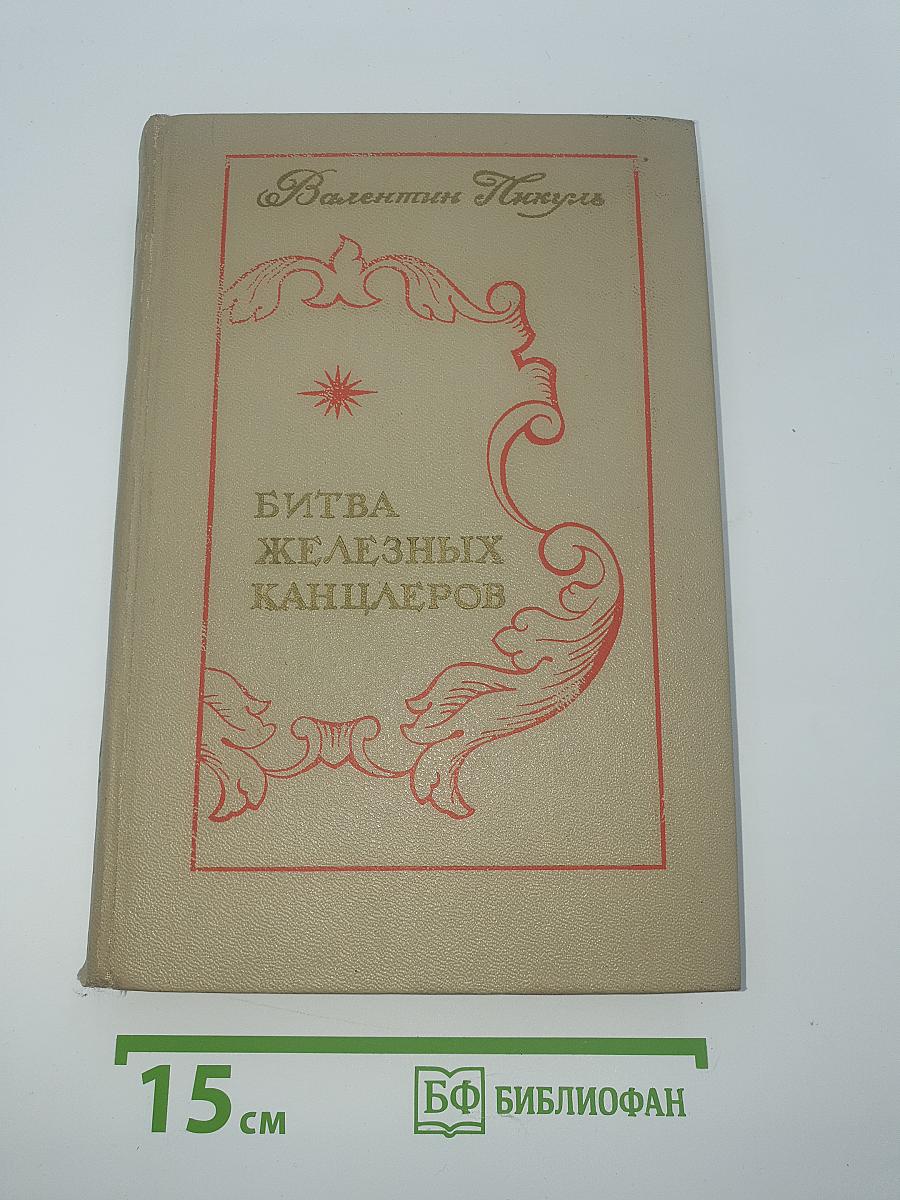 Валентин Пикуль
БИТВА
ЖЕЛЕЗНЫХ
КАНЦЛЕРОВ
15 см
БФ БИБЛИОФАН